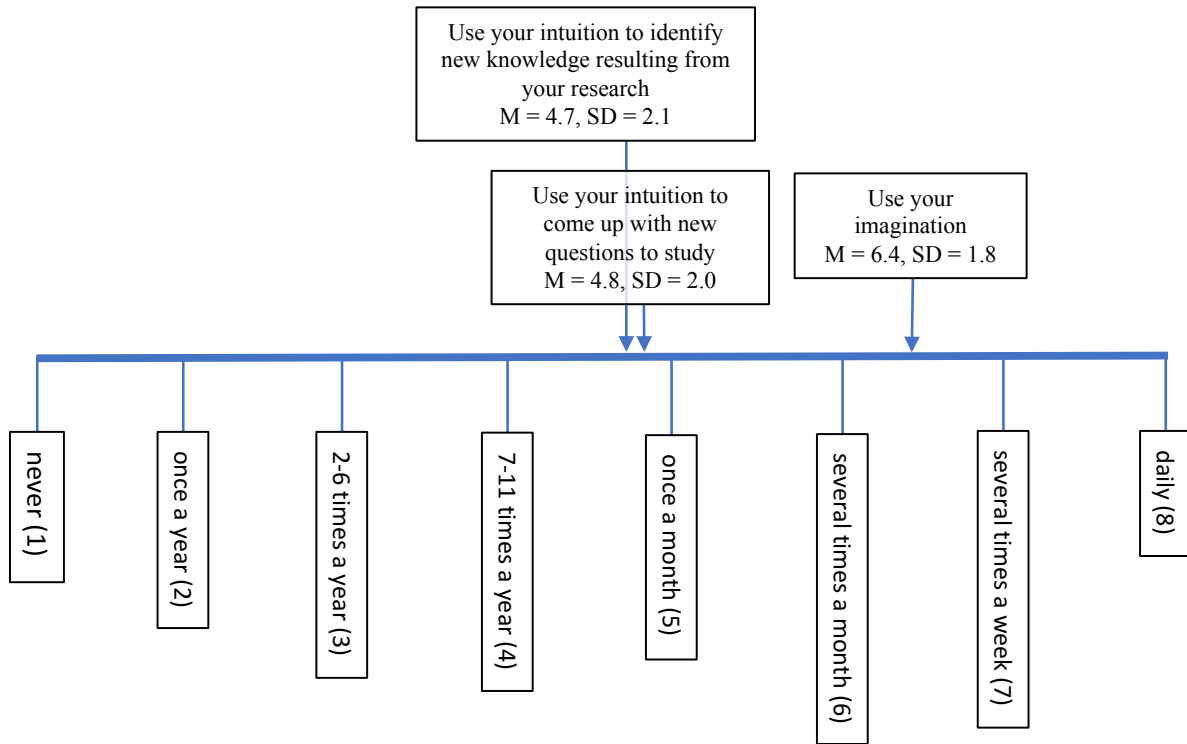 Use your intuition to identify
new knowledge resulting from
your research
M = 4.7, SD = 2.1
Use your intuition to
come up with new
questions to study
M = 4.8, SD = 2.0
Use your
imagination
M = 6.4, SD = 1.8
never (1)
once a year (2)
2-6 times a year (3)
7-11 times a year (4)
once a month (5)
several times a month (6)
several times a week (7)
daily (8)